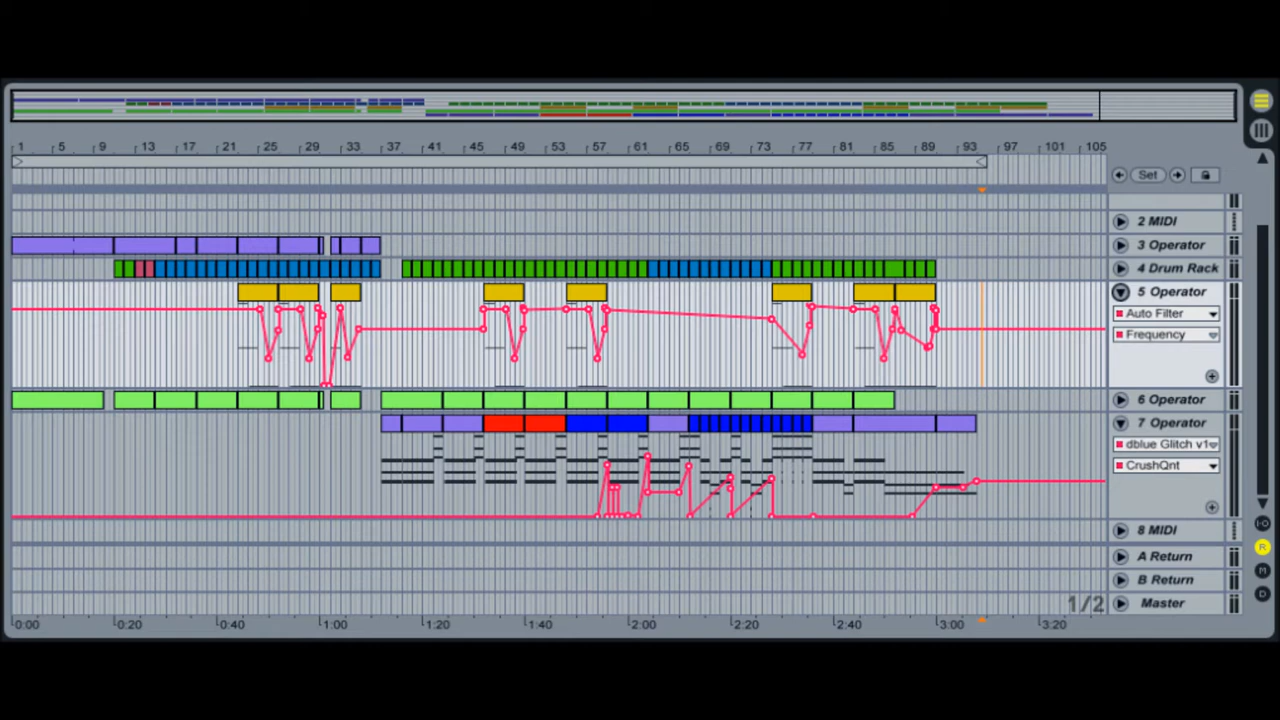 1 5 9 13 17 21 25 29 33 37 41 45 49 53 57 61 65 69 73 77 81 85 89 93 97 101 105
Set
2 MIDI
3 Operator
4 Drum Rack
5 Operator
Auto Filter
Frequency
6 Operator
7 Operator
dblue Glitch v1
CrushQnt
8 MIDI
I·O
R
A Return
M
B Return
D
1/2
Master
0:00 0:20 0:40 1:00 1:20 1:40 2:00 2:20 2:40 3:00 3:20